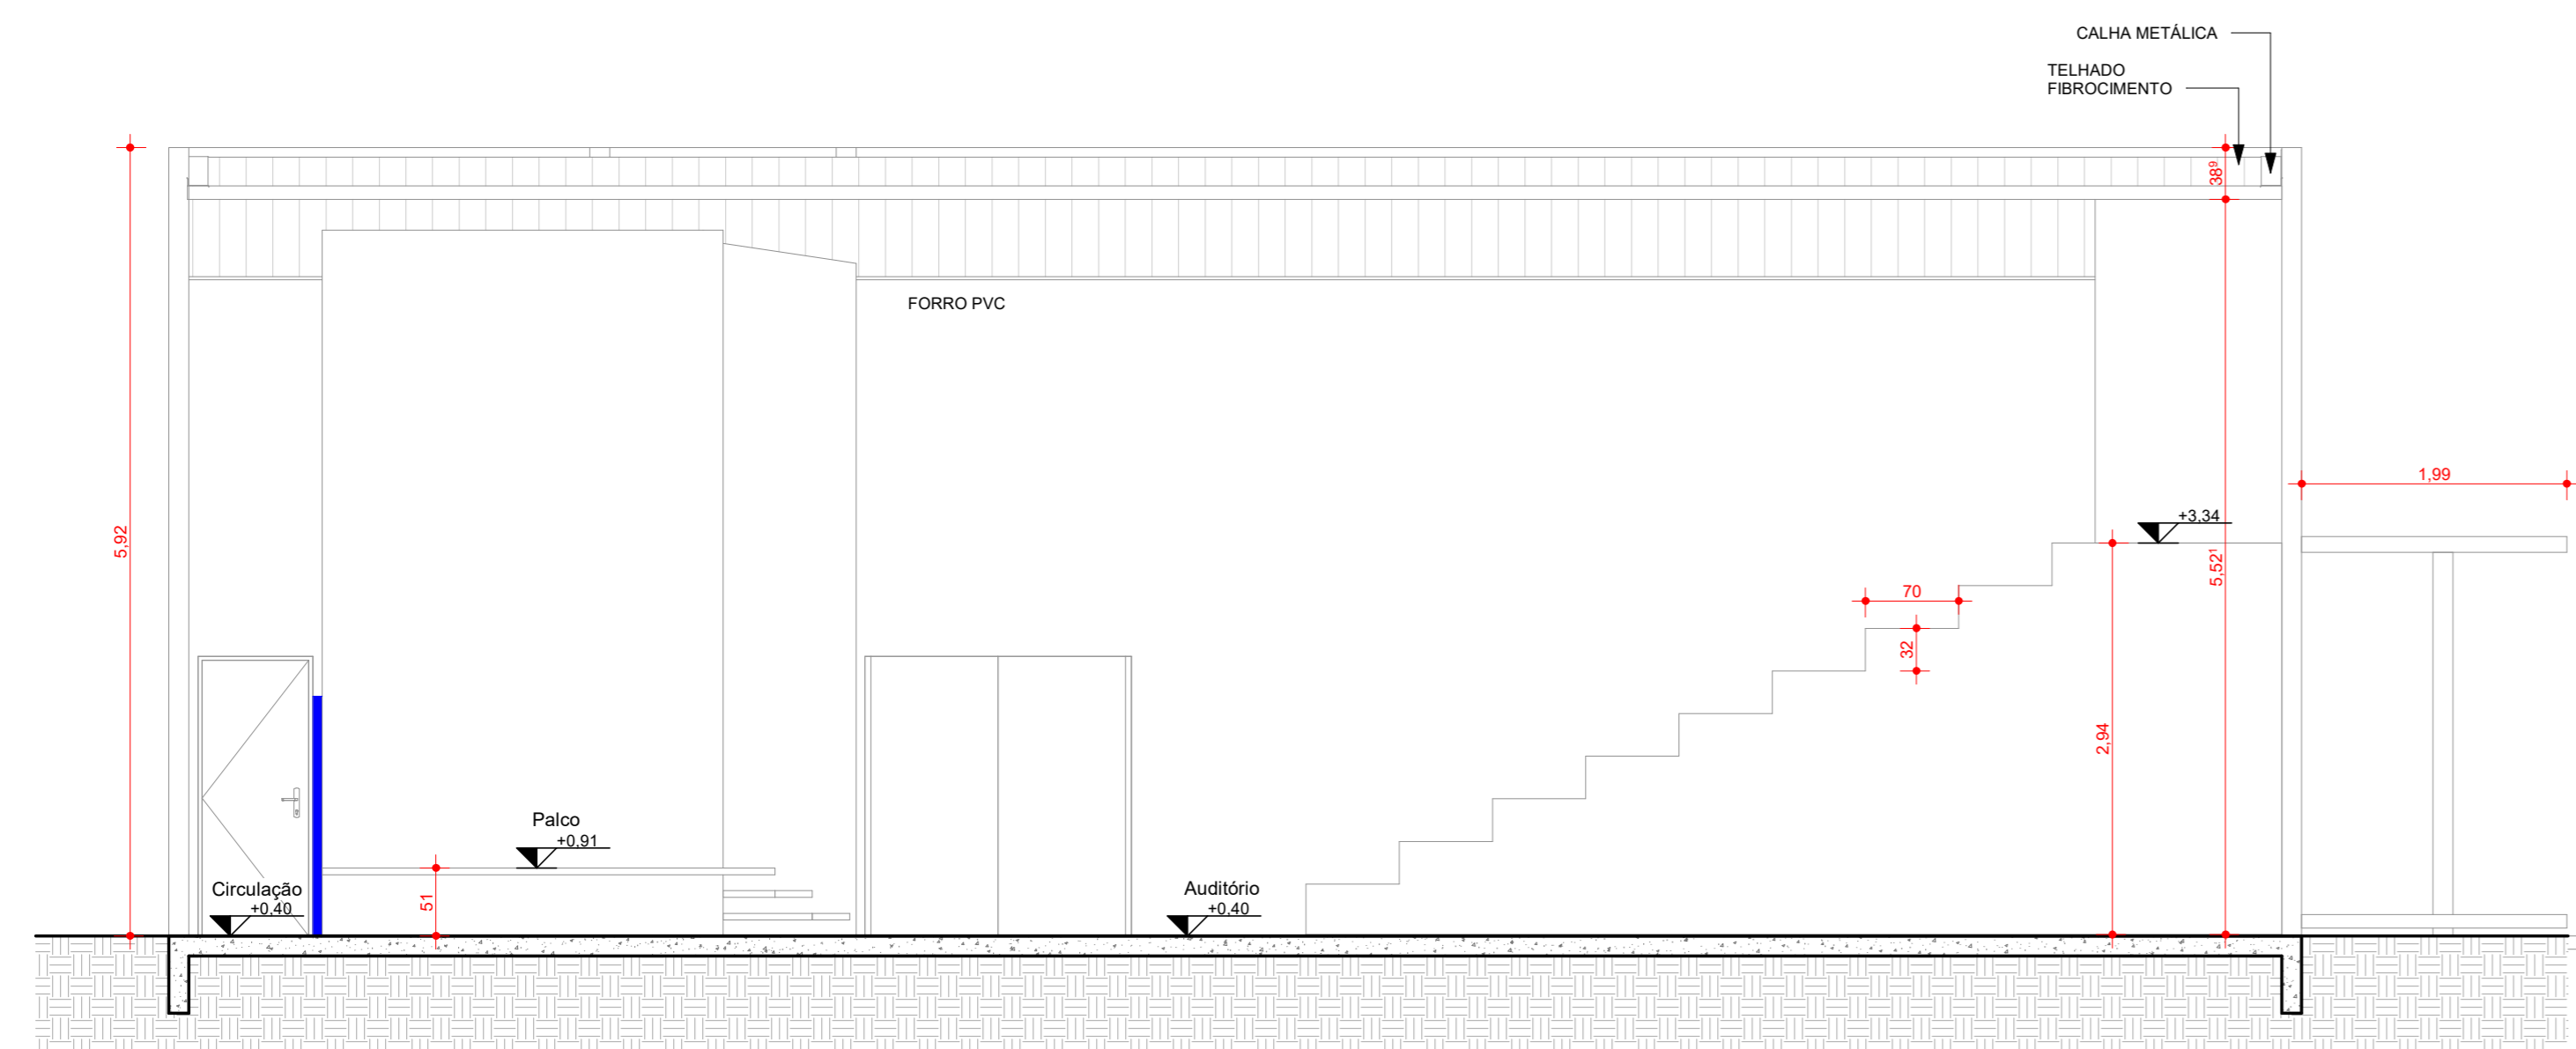 CALHA METÁLICA
TELHADO
FIBROCIMENTO
38⁹
FORRO PVC
1,99
+3,34
5,92
5,52¹
70
32
2,94
Palco
+0,91
Circulação
+0,40
51
Auditório
+0,40